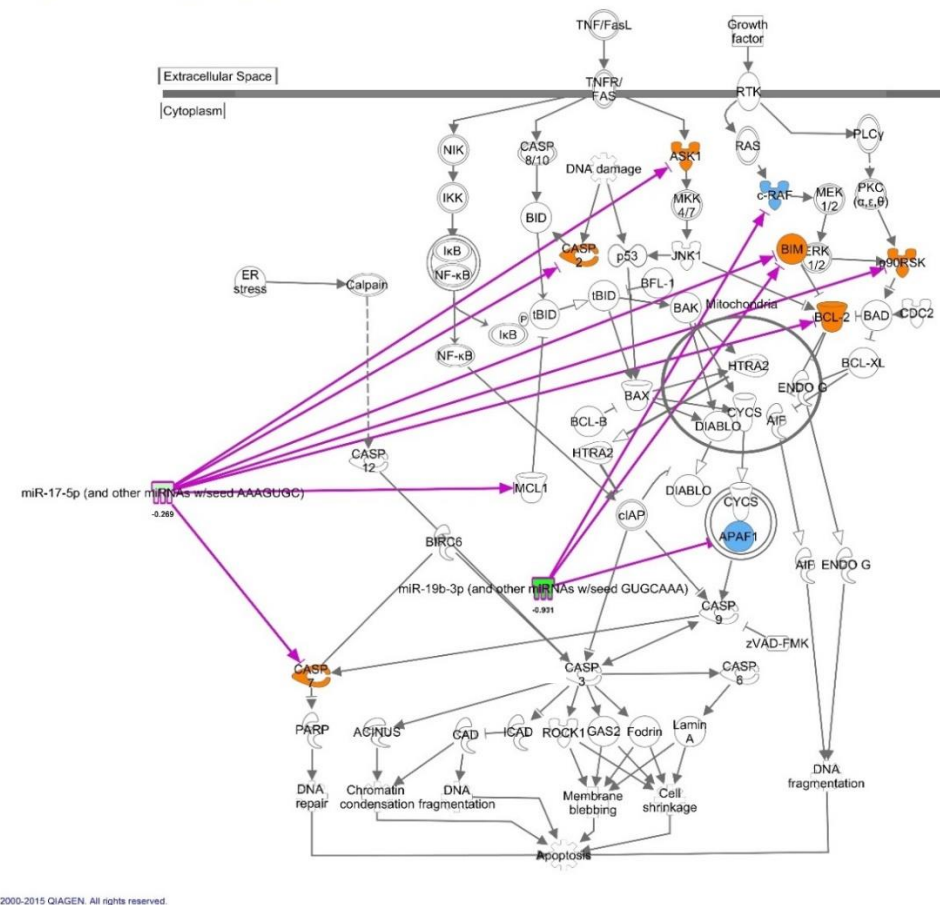 TNF/FasL
Growth
factor
Extracellular Space
TNFR/
FAS
RTK
Cytoplasm
NIK
CASP
8/10
ASK1
RAS
PLCγ
DNA damage
IKK
MKK
4/7
c-RAF
MEK
1/2
PKC
(α,ε,θ)
BID
IκB
NF-κB
CASP
2
p53
JNK1
BIM
ERK
1/2
p90RSK
ER
stress
Calpain
BFL-1
tBID
BAK
Mitochondria
P
tBID
IκB
BCL-2
BAD
CDC2
NF-κB
HTRA2
BCL-XL
ENDO G
BAX
CYCS
DIABLO
AIF
BCL-B
HTRA2
CASP
12
miR-17-5p (and other miRNAs w/seed AAAGUGC)
-0.269
MCL1
DIABLO
CYCS
cIAP
APAF1
BIRC6
AIF
ENDO G
miR-19b-3p (and other miRNAs w/seed GUGCAAA)
-0.931
CASP
9
zVAD-FMK
CASP
7
CASP
3
CASP
6
PARP
ACINUS
CAD
ICAD
ROCK1
GAS2
Fodrin
Lamin
A
DNA
repair
Chromatin
condensation
DNA
fragmentation
Membrane
blebbing
Cell
shrinkage
DNA
fragmentation
Apoptosis
2000-2015 QIAGEN. All rights reserved.